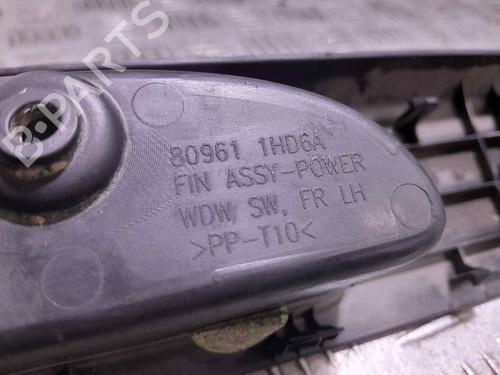 B-PARTS
80961 1HD6A
FIN ASSY-POWER
WDW, SW, FR LH
>PP-T10<